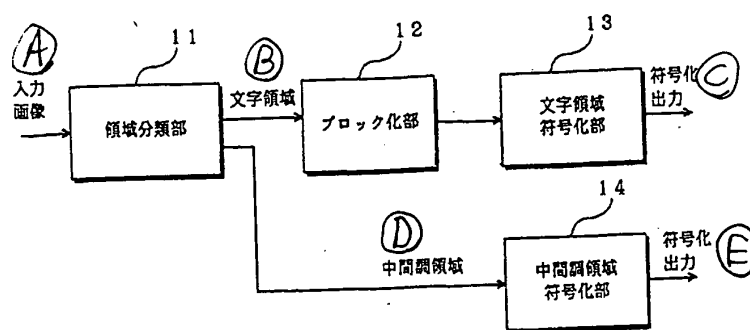 11
12
13
A
入力
画像
領域分類部
B
文字領域
ブロック化部
文字領域
符号化部
符号化
出力
C
14
D
中間調領域
中間調領域
符号化部
符号化
出力
E